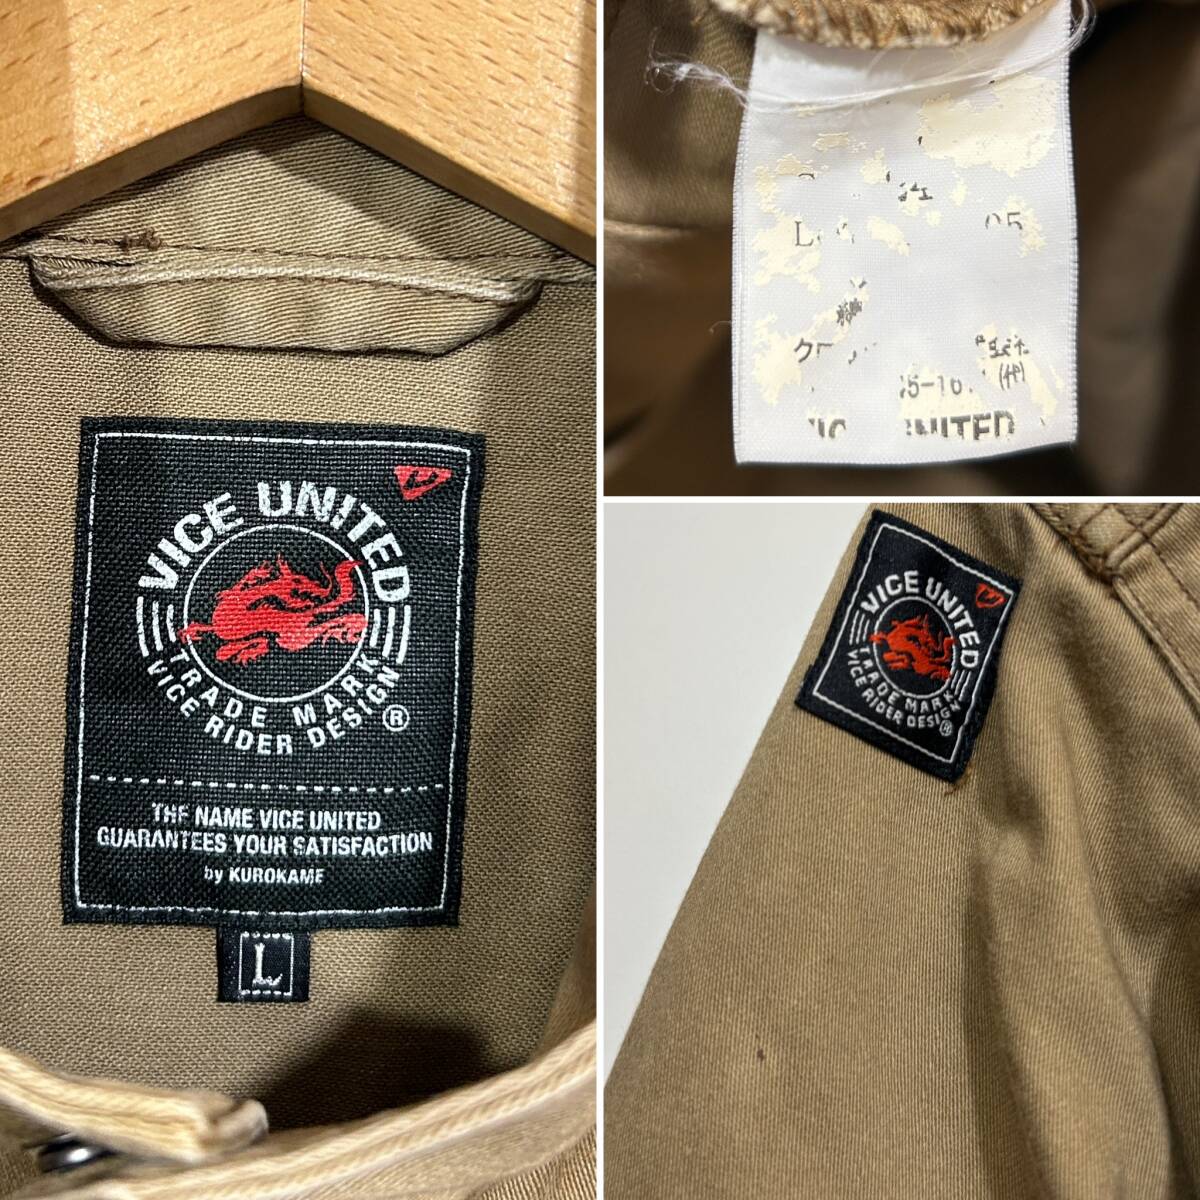 VICE UNITED
TRADE MARK
VICE RIDER DESIGN
®
THE NAME VICE UNITED
GUARANTEES YOUR SATISFACTION
by KUROKAME
L
UNITED
VICE UNITED
TRADE MARK
VICE RIDER DESIGN
®